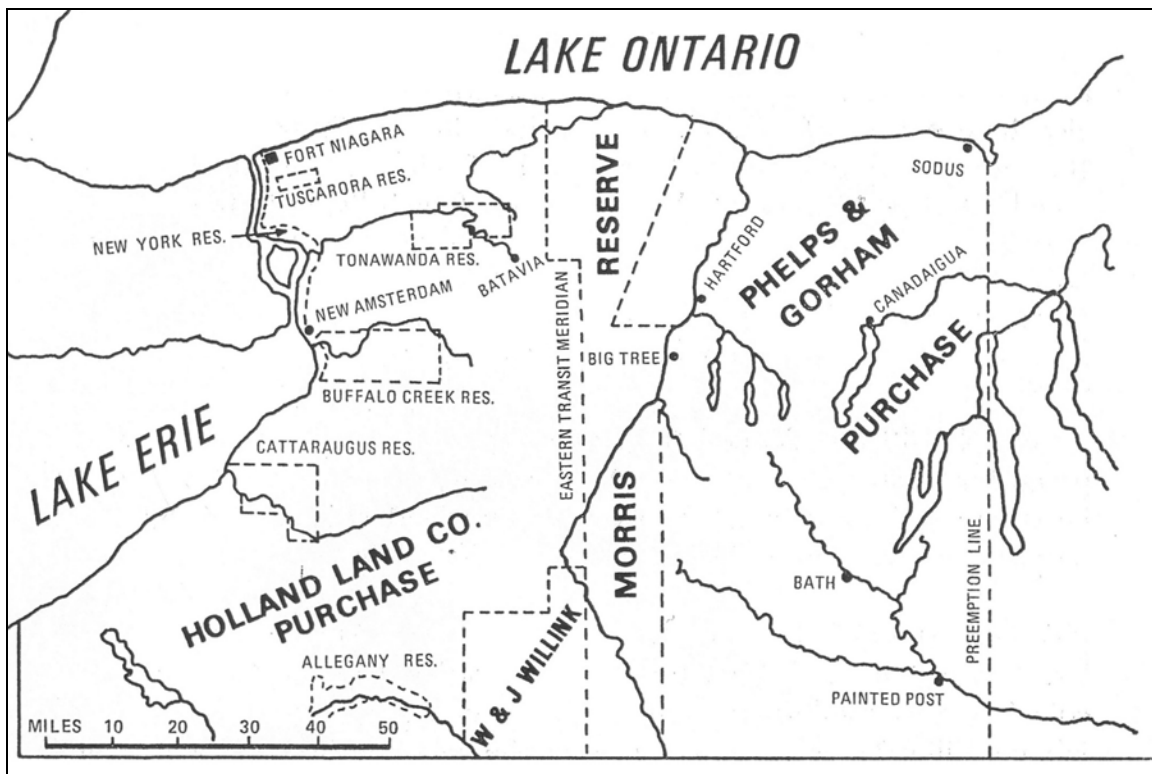 LAKE ONTARIO
FORT NIAGARA
TUSCARORA RES.
NEW YORK RES.
TONAWANDA RES.
BATAVIA
NEW AMSTERDAM
BUFFALO CREEK RES.
CATTARAUGUS RES.
LAKE ERIE
HOLLAND LAND CO.
PURCHASE
ALLEGANY RES.
MILES 10 20 30 40 50
W & J WILLINK
EASTERN TRANSIT MERIDIAN
MORRIS
RESERVE
BIG TREE
HARTFORD
PHELPS &
GORHAM
PURCHASE
CANADAIGUA
SODUS
PREEMPTION LINE
BATH
PAINTED POST